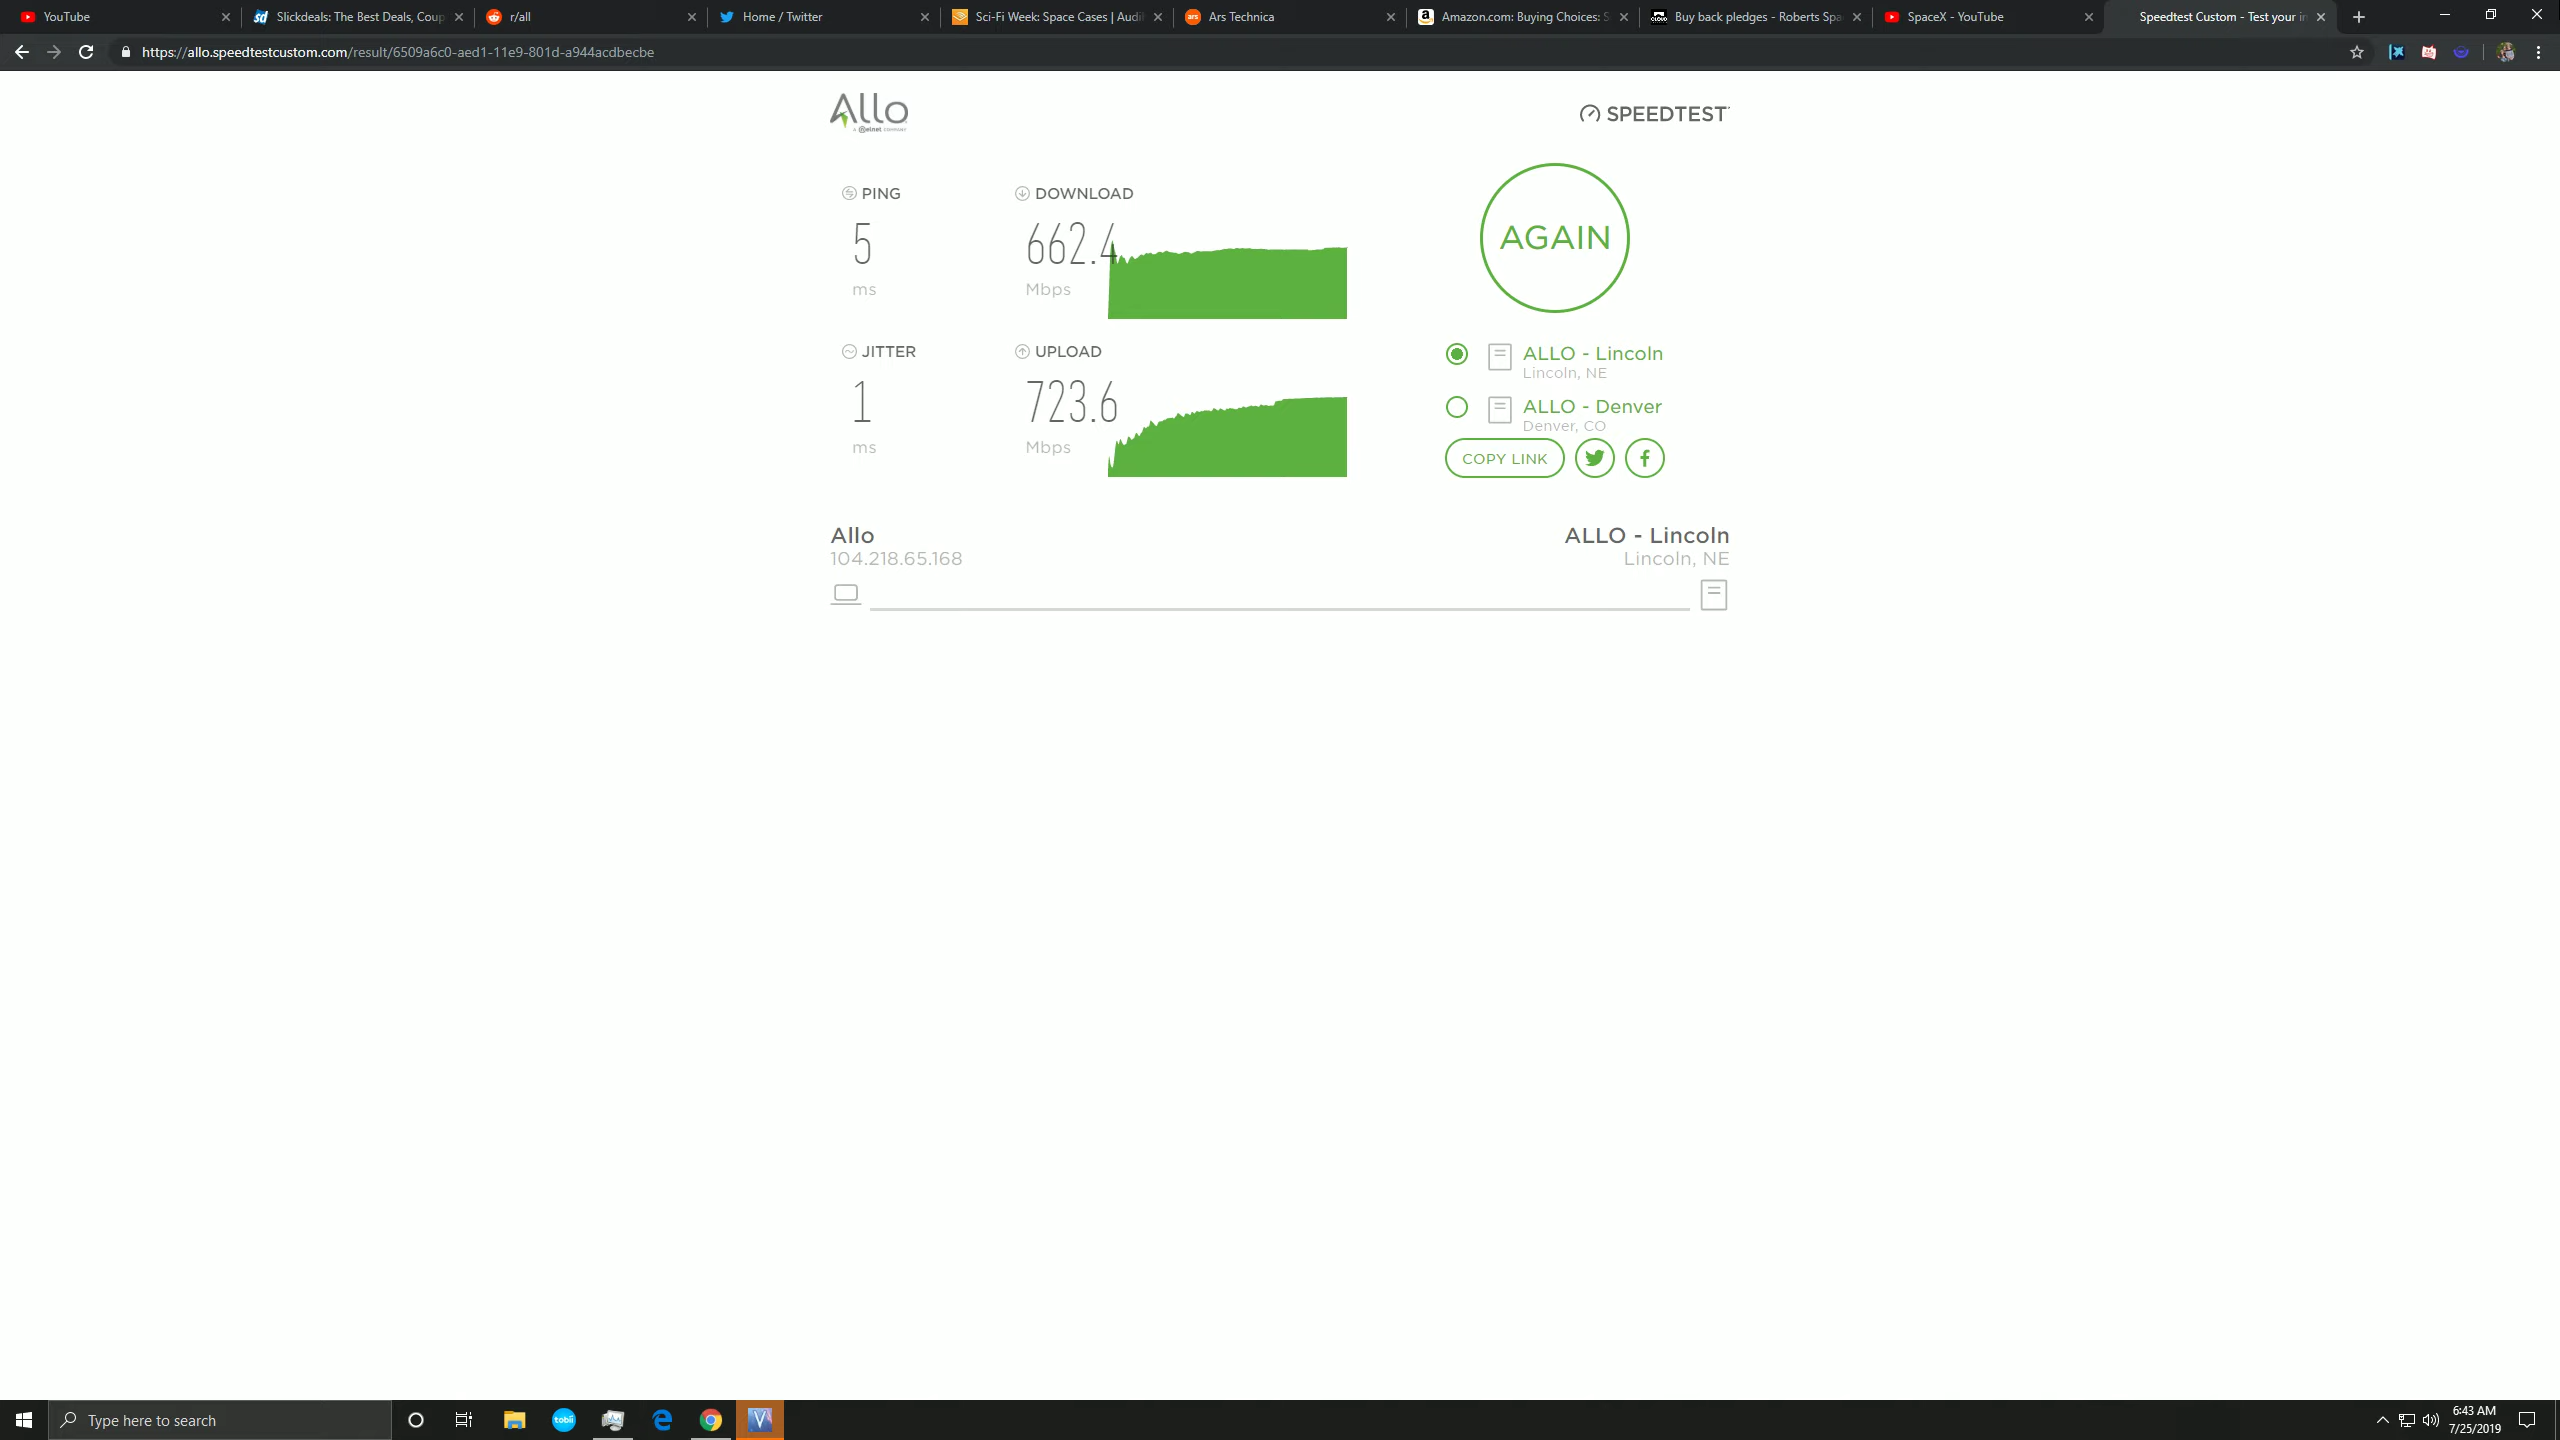 YouTube
Slickdeals: The Best Deals, Coup
r/all
Home / Twitter
Sci-Fi Week: Space Cases | Audi
Ars Technica
Amazon.com: Buying Choices: S
Buy back pledges - Roberts Spa
SpaceX - YouTube
Speedtest Custom - Test your in
https://allo.speedtestcustom.com/result/6509a6c0-aed1-11e9-801d-a944acdbecbe
Allo
a nelnet COMPANY
SPEEDTEST
PING
5
ms
DOWNLOAD
662.4
Mbps
AGAIN
JITTER
1
ms
UPLOAD
723.6
Mbps
ALLO - Lincoln
Lincoln, NE
ALLO - Denver
Denver, CO
COPY LINK
Allo
104.218.65.168
ALLO - Lincoln
Lincoln, NE
Type here to search
tobii
6:43 AM
7/25/2019